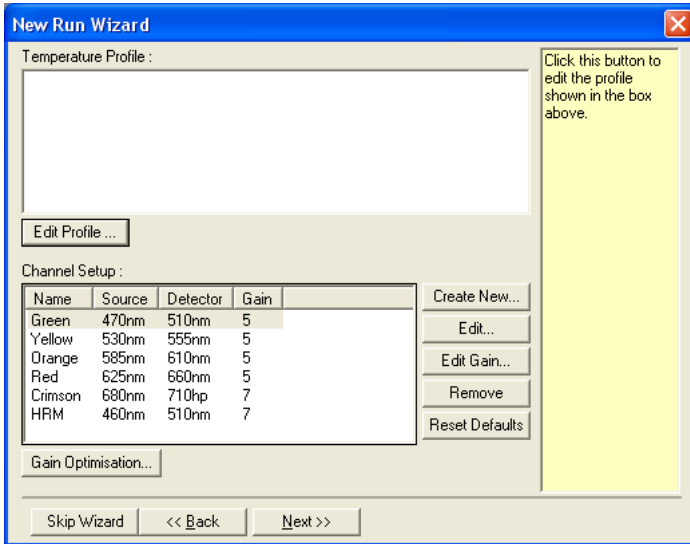 New Run Wizard
Temperature Profile :
Click this button to
edit the profile
shown in the box
above.
Edit Profile ...
Channel Setup :
Name Source Detector Gain
Green 470nm 510nm 5
Yellow 530nm 555nm 5
Orange 585nm 610nm 5
Red 625nm 660nm 5
Crimson 680nm 710hp 7
HRM 460nm 510nm 7
Create New...
Edit...
Edit Gain...
Remove
Reset Defaults
Gain Optimisation...
Skip Wizard
<< Back
Next >>